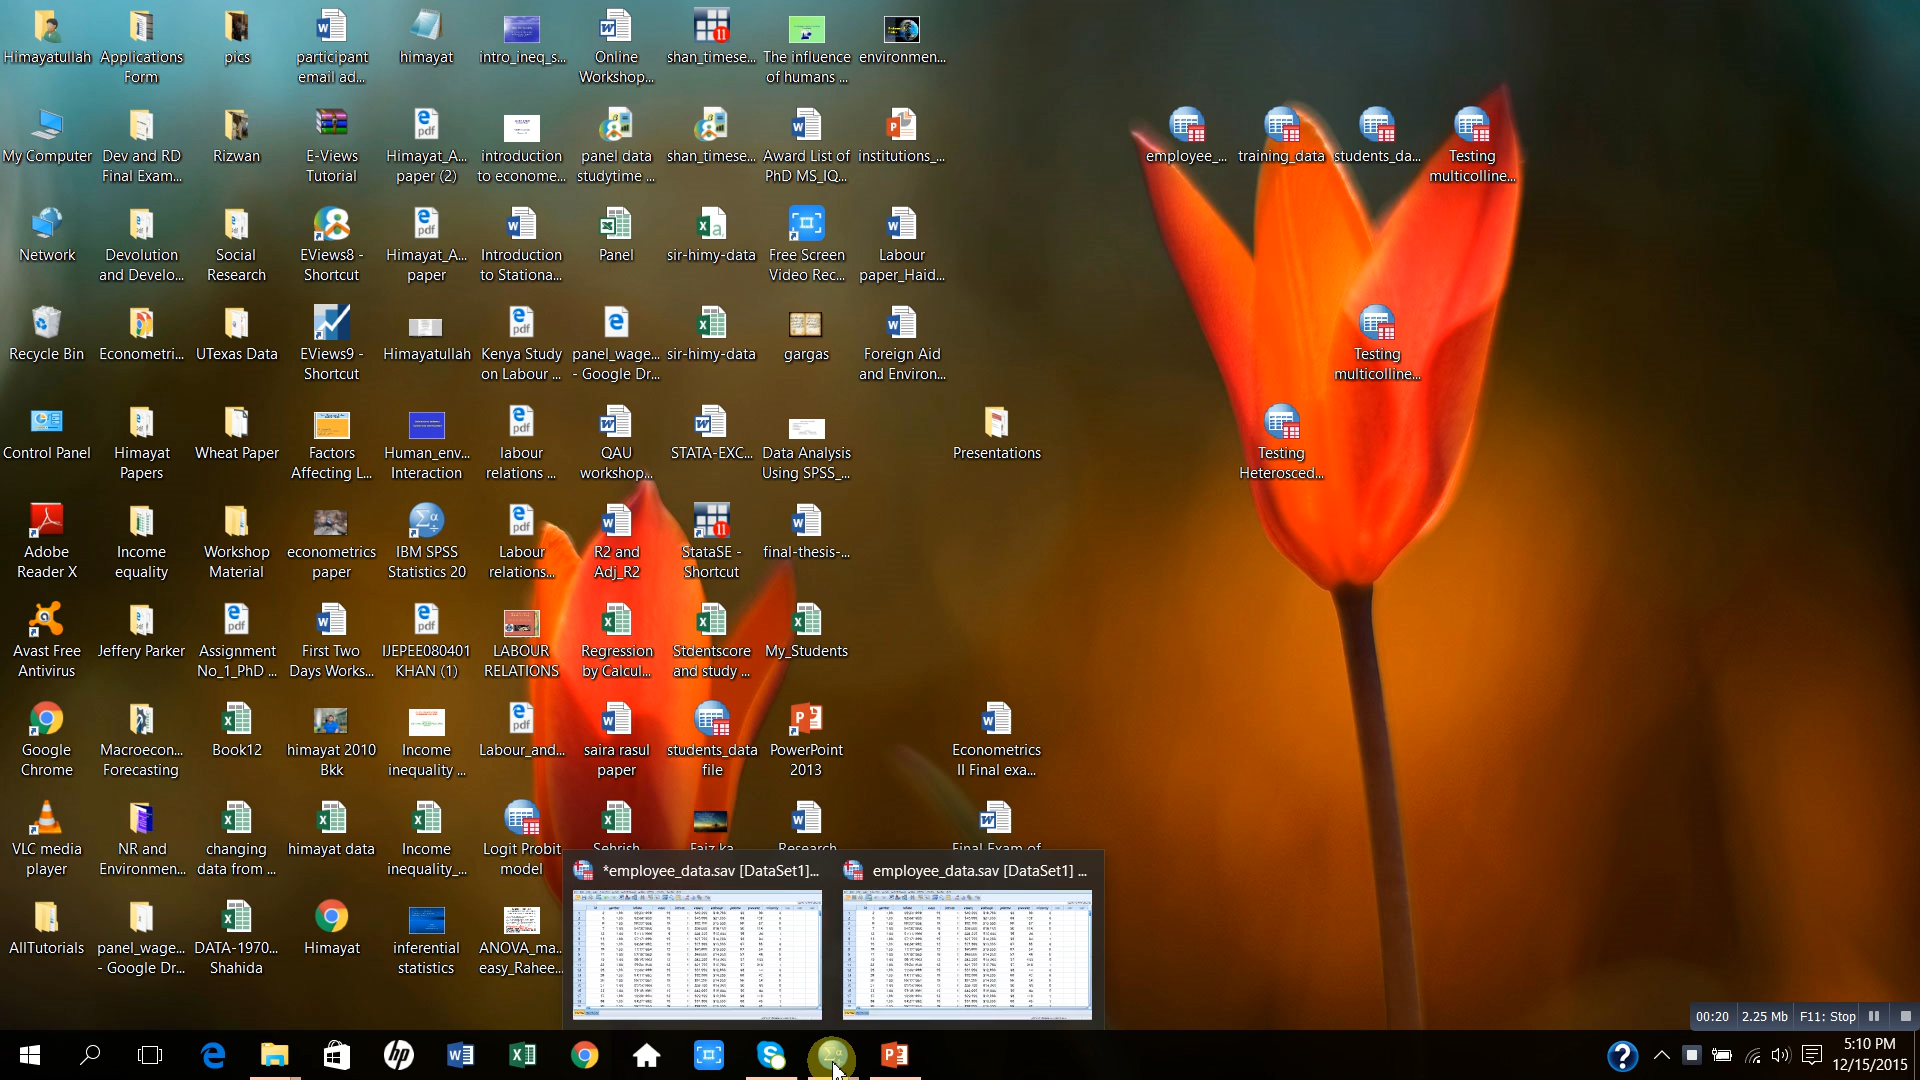 Himayatullah
Applications
Form
pics
participant
email ad...
himayat
intro_ineq_s...
Online
Workshop...
shan_timese...
The influence
of humans ...
environmen...
My Computer
Dev and RD
Final Exam...
Rizwan
E-Views
Tutorial
Himayat_A...
paper (2)
introduction
to econome...
panel data
studytime ...
shan_timese...
Award List of
PhD MS_IQ...
institutions_...
employee_...
training_data
students_da...
Testing
multicolline...
Network
Devolution
and Develo...
Social
Research
EViews8 -
Shortcut
Himayat_A...
paper
Introduction
to Stationa...
Panel
sir-himy-data
Free Screen
Video Rec...
Labour
paper_Haid...
Recycle Bin
Econometri...
UTexas Data
EViews9 -
Shortcut
Himayatullah
Kenya Study
on Labour ...
panel_wage...
- Google Dr...
sir-himy-data
gargas
Foreign Aid
and Environ...
Testing
multicolline...
Control Panel
Himayat
Papers
Wheat Paper
Factors
Affecting L...
Human_env...
Interaction
labour
relations ...
QAU
workshop...
STATA-EXC...
Data Analysis
Using SPSS_...
Presentations
Testing
Heterosced...
Adobe
Reader X
Income
equality
Workshop
Material
econometrics
paper
IBM SPSS
Statistics 20
Labour
relations...
R2 and
Adj_R2
StataSE -
Shortcut
final-thesis-...
Avast Free
Antivirus
Jeffery Parker
Assignment
No_1_PhD ...
First Two
Days Works...
IJEPEE080401
KHAN (1)
LABOUR
RELATIONS
Regression
by Calcul...
Stdentscore
and study ...
My_Students
Google
Chrome
Macroecon...
Forecasting
Book12
himayat 2010
Bkk
Income
inequality ...
Labour_and...
saira rasul
paper
students_data
file
PowerPoint
2013
Econometrics
II Final exa...
VLC media
player
NR and
Environmen...
changing
data from ...
himayat data
Income
inequality_...
Logit Probit
model
Sehrish
Faiz ka
Research
Final Exam of
*employee_data.sav [DataSet1]...
employee_data.sav [DataSet1] ...
AllTutorials
panel_wage...
- Google Dr...
DATA-1970...
Shahida
Himayat
inferential
statistics
ANOVA_ma...
easy_Rahee...
00:20
2.25 Mb
F11: Stop
5:10 PM
12/15/2015